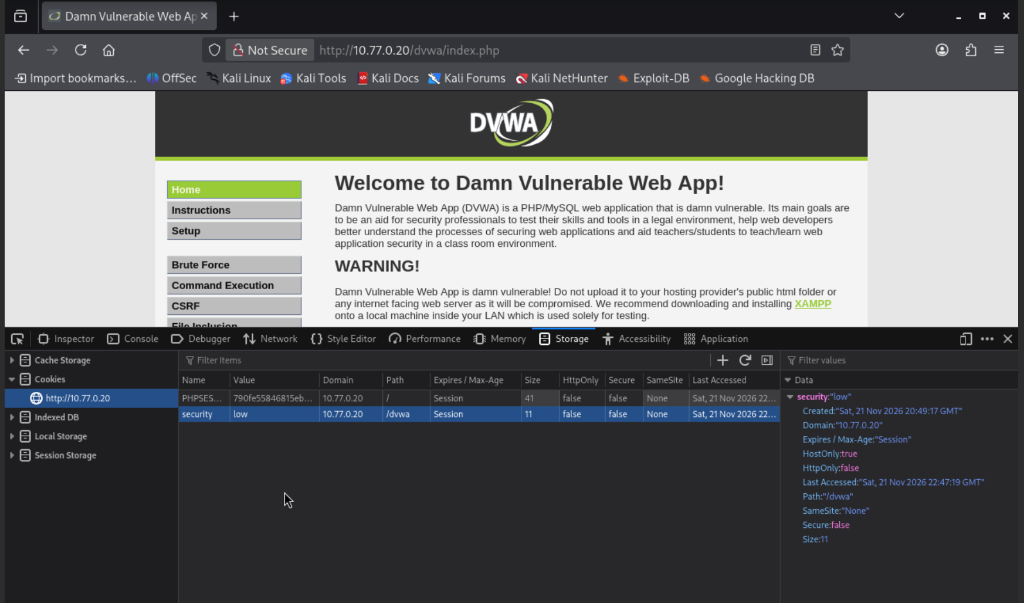 Damn Vulnerable Web Ap
Not Secure http://10.77.0.20/dvwa/index.php
Import bookmarks... OffSec Kali Linux Kali Tools Kali Docs Kali Forums Kali NetHunter Exploit-DB Google Hacking DB
DVWA
Home
Instructions
Setup
Brute Force
Command Execution
CSRF
File Inclusion
Welcome to Damn Vulnerable Web App!
Damn Vulnerable Web App (DVWA) is a PHP/MySQL web application that is damn vulnerable. Its main goals are
to be an aid for security professionals to test their skills and tools in a legal environment, help web developers
better understand the processes of securing web applications and aid teachers/students to teach/learn web
application security in a class room environment.
WARNING!
Damn Vulnerable Web App is damn vulnerable! Do not upload it to your hosting provider's public html folder or
any internet facing web server as it will be compromised. We recommend downloading and installing XAMPP
onto a local machine inside your LAN which is used solely for testing.
Inspector Console Debugger Network Style Editor Performance Memory Storage Accessibility Application
Cache Storage
Cookies
http://10.77.0.20
Indexed DB
Local Storage
Session Storage
Filter Items
Name Value Domain Path Expires / Max-Age Size HttpOnly Secure SameSite Last Accessed
PHPSES... 790fe55846815eb... 10.77.0.20 / Session 41 false false None Sat, 21 Nov 2026 22...
security low 10.77.0.20 /dvwa Session 11 false false None Sat, 21 Nov 2026 22...
Filter values
Data
security:"low"
Created:"Sat, 21 Nov 2026 20:49:17 GMT"
Domain:"10.77.0.20"
Expires / Max-Age:"Session"
HostOnly:true
HttpOnly:false
Last Accessed:"Sat, 21 Nov 2026 22:47:19 GMT"
Path:"/dvwa"
SameSite:"None"
Secure:false
Size:11